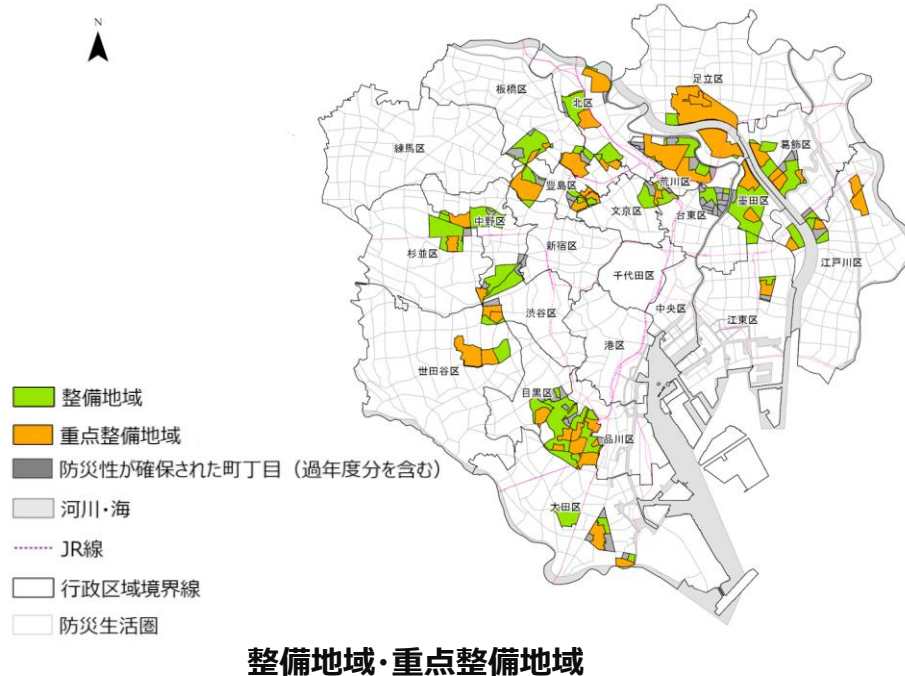 N
足立区
板橋区
北区
練馬区
葛飾区
豊島区
荒川区
墨田区
文京区
台東区
中野区
新宿区
杉並区
千代田区
江戸川区
中央区
渋谷区
江東区
港区
世田谷区
目黒区
品川区
大田区
整備地域
重点整備地域
防災性が確保された町丁目（過年度分を含む）
河川・海
JR線
行政区域境界線
防災生活圏
整備地域・重点整備地域